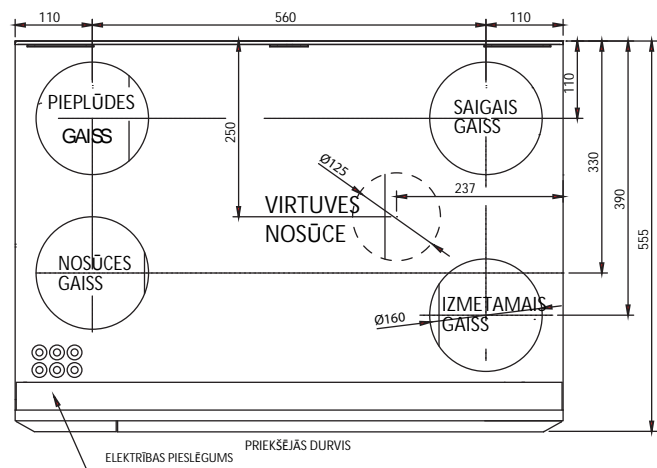 110
560
110
PIEPLŪDES
GAISS
SAIGAIS
GAISS
110
250
Ø125
237
330
390
555
VIRTUVES
NOSŪCE
NOSŪCES
GAISS
IZMETAMAIS
GAISS
Ø160
PRIEKŠĒJĀS DURVIS
ELEKTRĪBAS PIESLĒGUMS